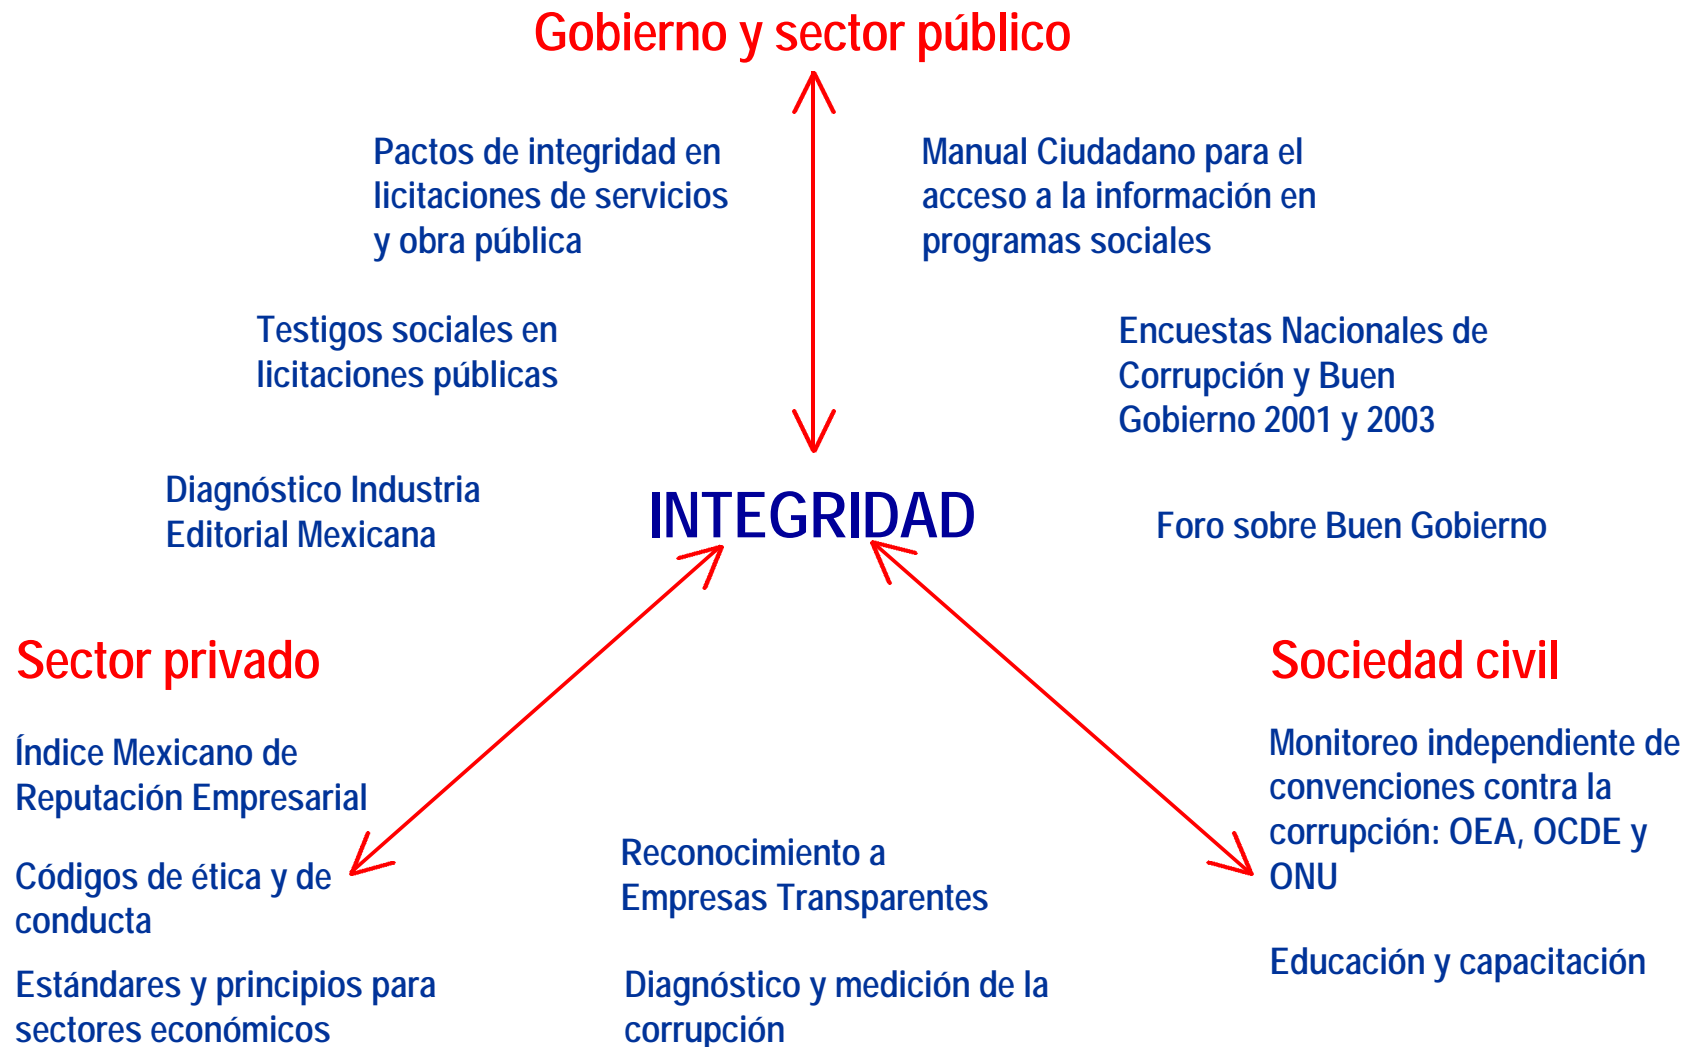 Gobierno y sector público
Pactos de integridad en
licitaciones de servicios
y obra pública
Manual Ciudadano para el
acceso a la información en
programas sociales
Testigos sociales en
licitaciones públicas
Encuestas Nacionales de
Corrupción y Buen
Gobierno 2001 y 2003
Diagnóstico Industria
Editorial Mexicana
INTEGRIDAD
Foro sobre Buen Gobierno
Sector privado
Índice Mexicano de
Reputación Empresarial
Códigos de ética y de
conducta
Estándares y principios para
sectores económicos
Reconocimiento a
Empresas Transparentes
Diagnóstico y medición de la
corrupción
Sociedad civil
Monitoreo independiente de
convenciones contra la
corrupción: OEA, OCDE y
ONU
Educación y capacitación